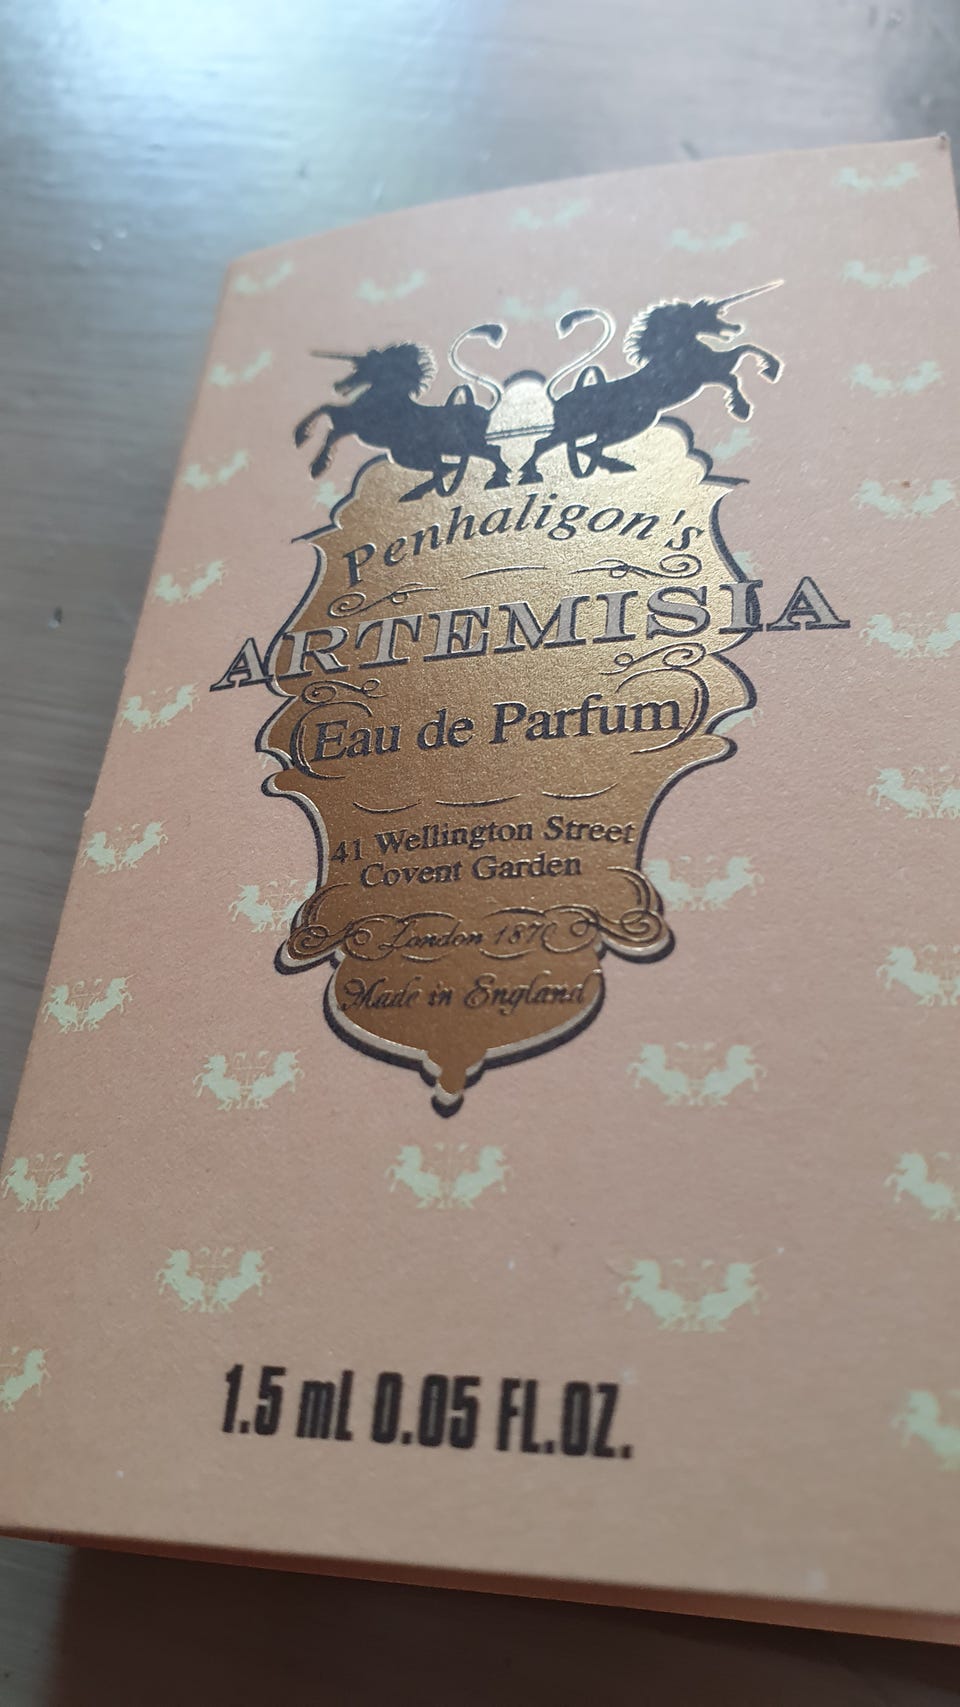 Penhaligon's
ARTEMISIA
Eau de Parfum
41 Wellington Street
Covent Garden
London 1870
Made in England
1.5 ml 0.05 FL.OZ.